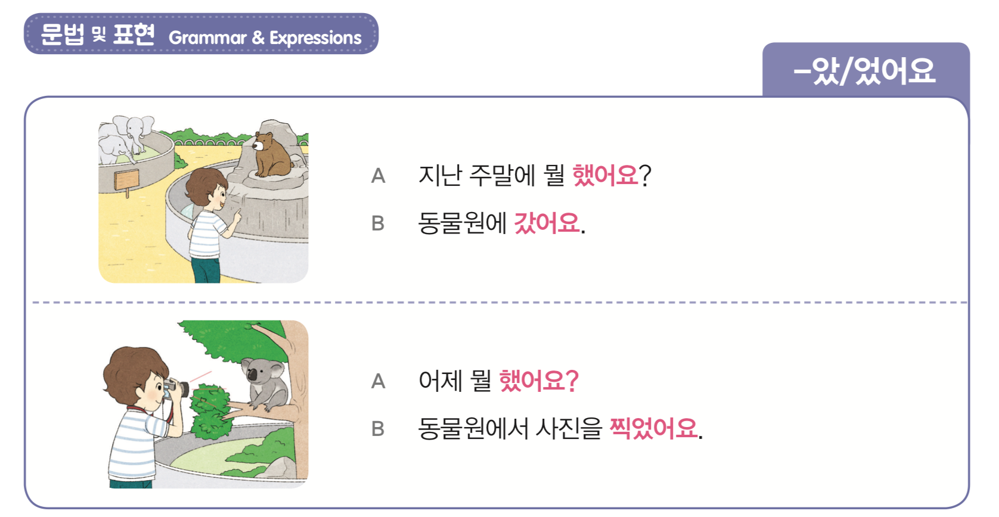 문법 및 표현 Grammar & Expressions
-았/었어요
A 지난 주말에 뭘 했어요?
B 동물원에 갔어요.
A 어제 뭘 했어요?
B 동물원에서 사진을 찍었어요.